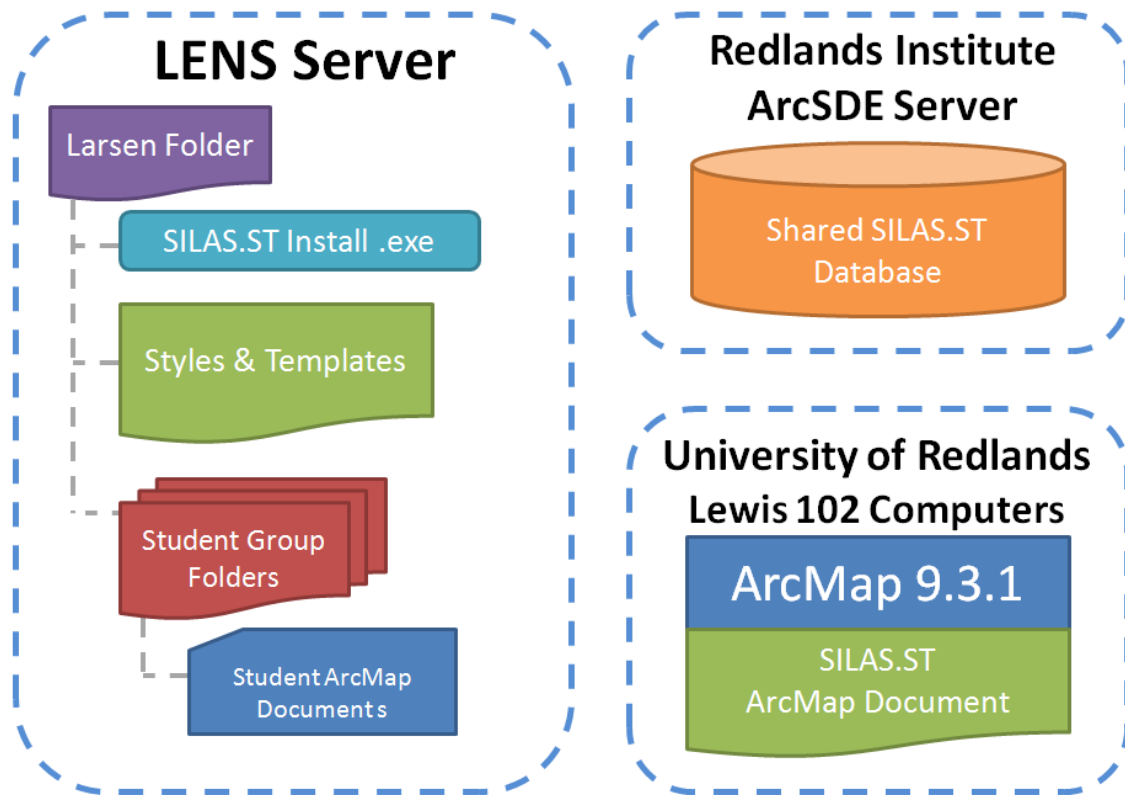 LENS Server
Larsen Folder
SILAS.ST Install .exe
Styles & Templates
Student Group
Folders
Student ArcMap
Documents
Redlands Institute
ArcSDE Server
Shared SILAS.ST
Database
University of Redlands
Lewis 102 Computers
ArcMap 9.3.1
SILAS.ST
ArcMap Document